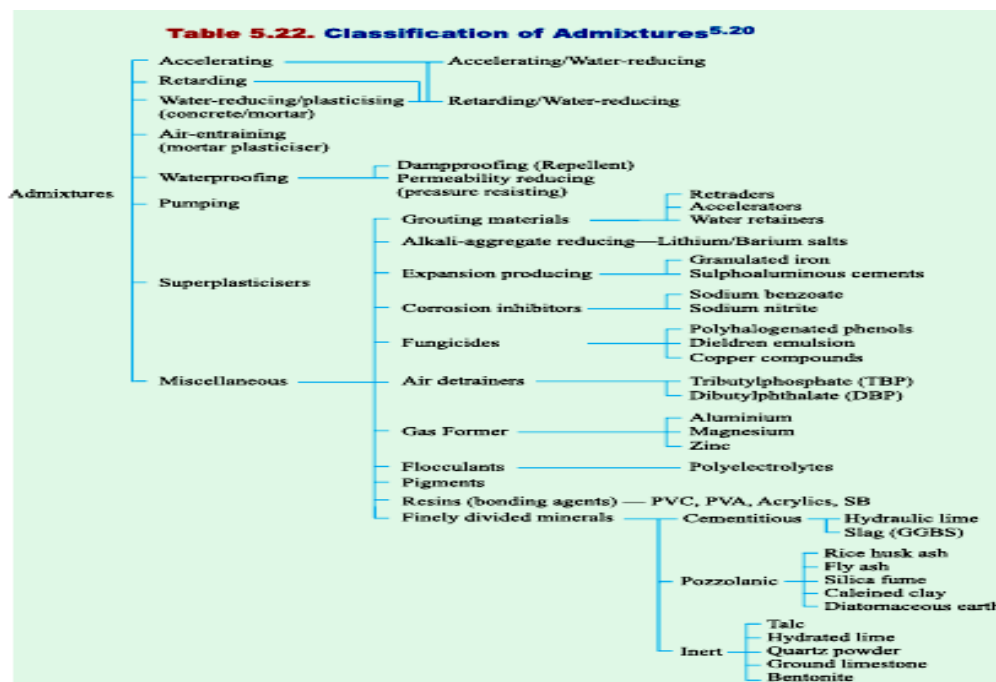 Table 5.22. Classification of Admixtures5.20
Accelerating Accelerating/Water-reducing
Retarding
Water-reducing/plasticising Retarding/Water-reducing
(concrete/mortar)
Air-entraining
(mortar plasticiser)
Dampproofing (Repellent)
Waterproofing Permeability reducing
(pressure resisting)
Admixtures
Pumping
Retraders
Accelerators
Grouting materials Water retainers
Alkali-aggregate reducing—Lithium/Barium salts
Granulated iron
Expansion producing Sulphoaluminous cements
Superplasticisers
Sodium benzoate
Corrosion inhibitors Sodium nitrite
Polyhalogenated phenols
Fungicides Dieldren emulsion
Copper compounds
Miscellaneous Air detrainers Tributylphosphate (TBP)
Dibutylphthalate (DBP)
Aluminium
Gas Former Magnesium
Zinc
Flocculants Polyelectrolytes
Pigments
Resins (bonding agents) — PVC, PVA, Acrylics, SB
Finely divided minerals Cementitious Hydraulic lime
Slag (GGBS)
Rice husk ash
Fly ash
Pozzolanic Silica fume
Calcined clay
Diatomaceous earth
Talc
Hydrated lime
Inert Quartz powder
Ground limestone
Bentonite